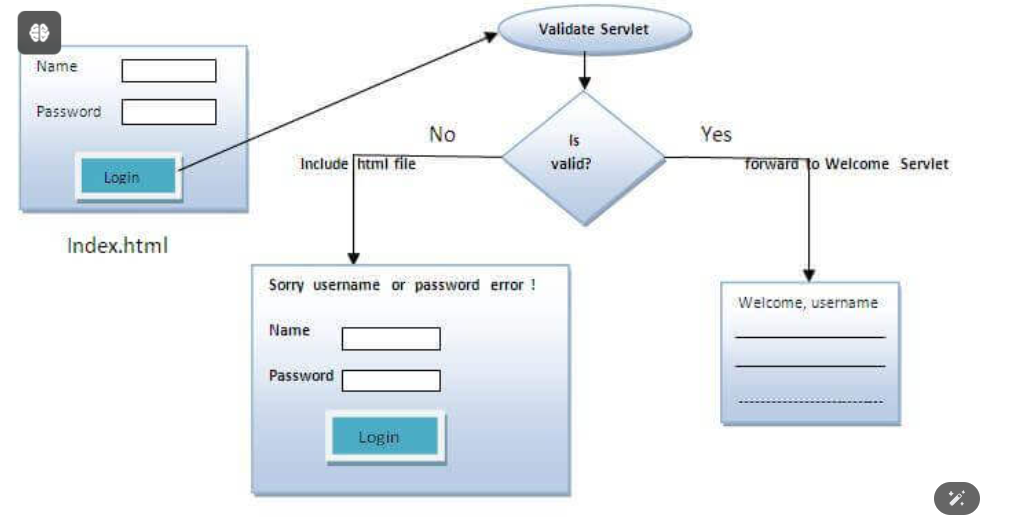 Validate Servlet
Name
Password
Login
Index.html
Is
valid?
No
Include html file
Yes
forward to Welcome Servlet
Sorry username or password error !
Name
Password
Login
Welcome, username